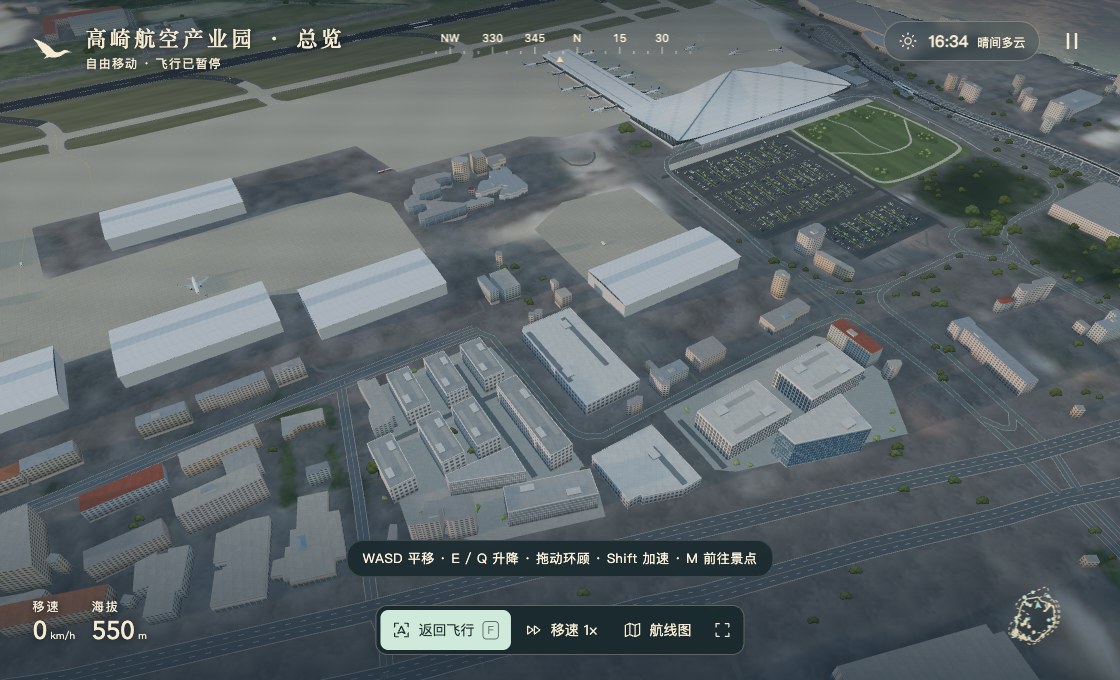 高崎航空产业园 · 总览
自由移动 · 飞行已暂停
NW 330 345 N 15 30
16:34 晴间多云
WASD 平移 · E / Q 升降 · 拖动环顾 · Shift 加速 · M 前往景点
移速 海拔
0 km/h 550 m
返回飞行 F 移速 1x 航线图